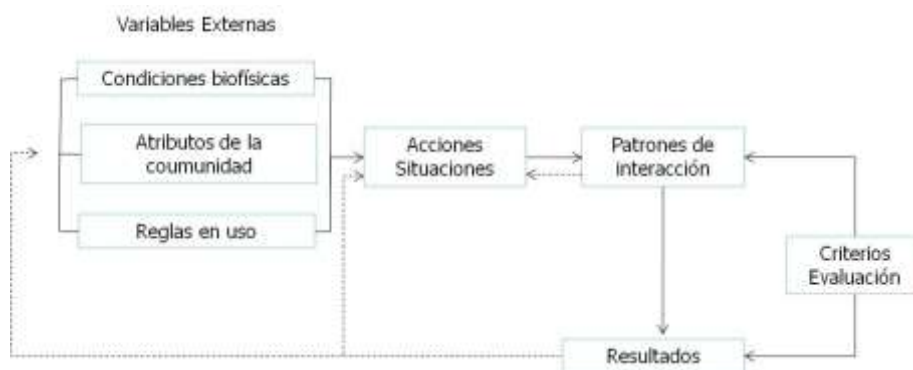 Variables Externas
Condiciones biofísicas
Atributos de la
coumunidad
Reglas en uso
Acciones
Situaciones
Patrones de
interacción
Criterios
Evaluación
Resultados